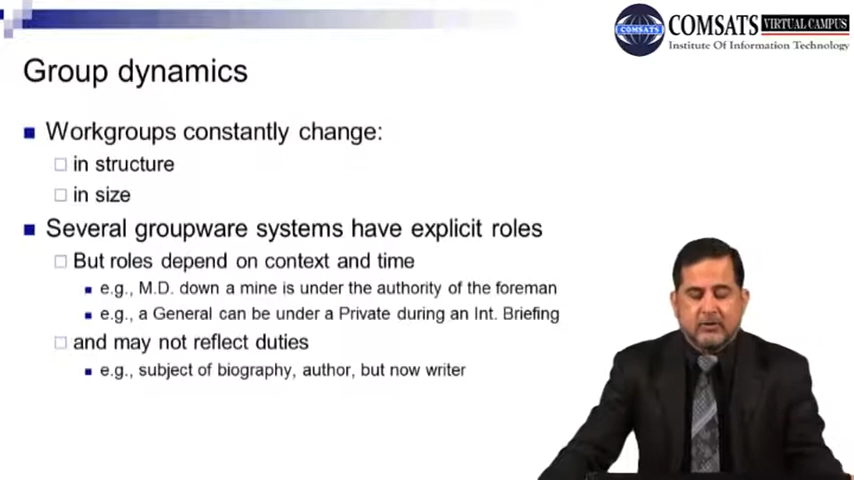 COMSATS
COMSATS VIRTUAL CAMPUS
Institute Of Information Technology
Group dynamics
Workgroups constantly change:
in structure
in size
Several groupware systems have explicit roles
But roles depend on context and time
e.g., M.D. down a mine is under the authority of the foreman
e.g., a General can be under a Private during an Int. Briefing
and may not reflect duties
e.g., subject of biography, author, but now writer